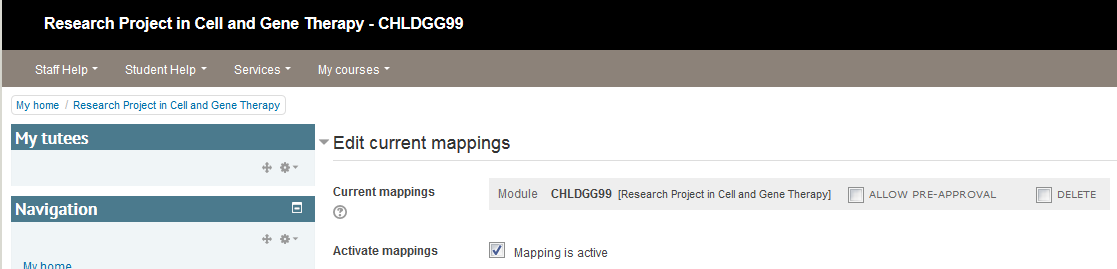 Research Project in Cell and Gene Therapy - CHLDGG99
Staff Help Student Help Services My courses
My home / Research Project in Cell and Gene Therapy
My tutees
Edit current mappings
Current mappings Module CHLDGG99 [Research Project in Cell and Gene Therapy] ALLOW PRE-APPROVAL DELETE
Navigation
Activate mappings Mapping is active
My home